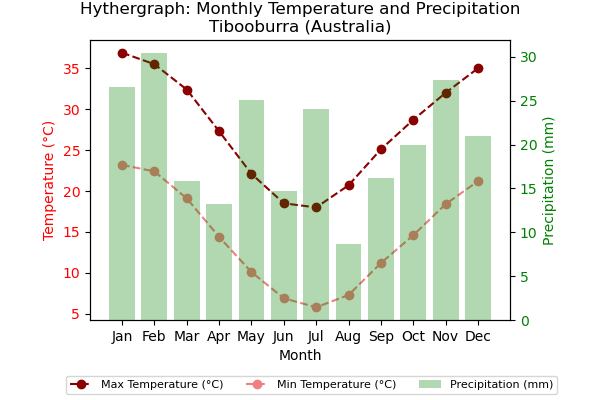 Hythergraph: Monthly Temperature and Precipitation
Tibooburra (Australia)
Temperature (°C)
35
30
25
20
15
10
5
Precipitation (mm)
30
25
20
15
10
5
0
Jan Feb Mar Apr May Jun Jul Aug Sep Oct Nov Dec
Month
Max Temperature (°C) Min Temperature (°C) Precipitation (mm)